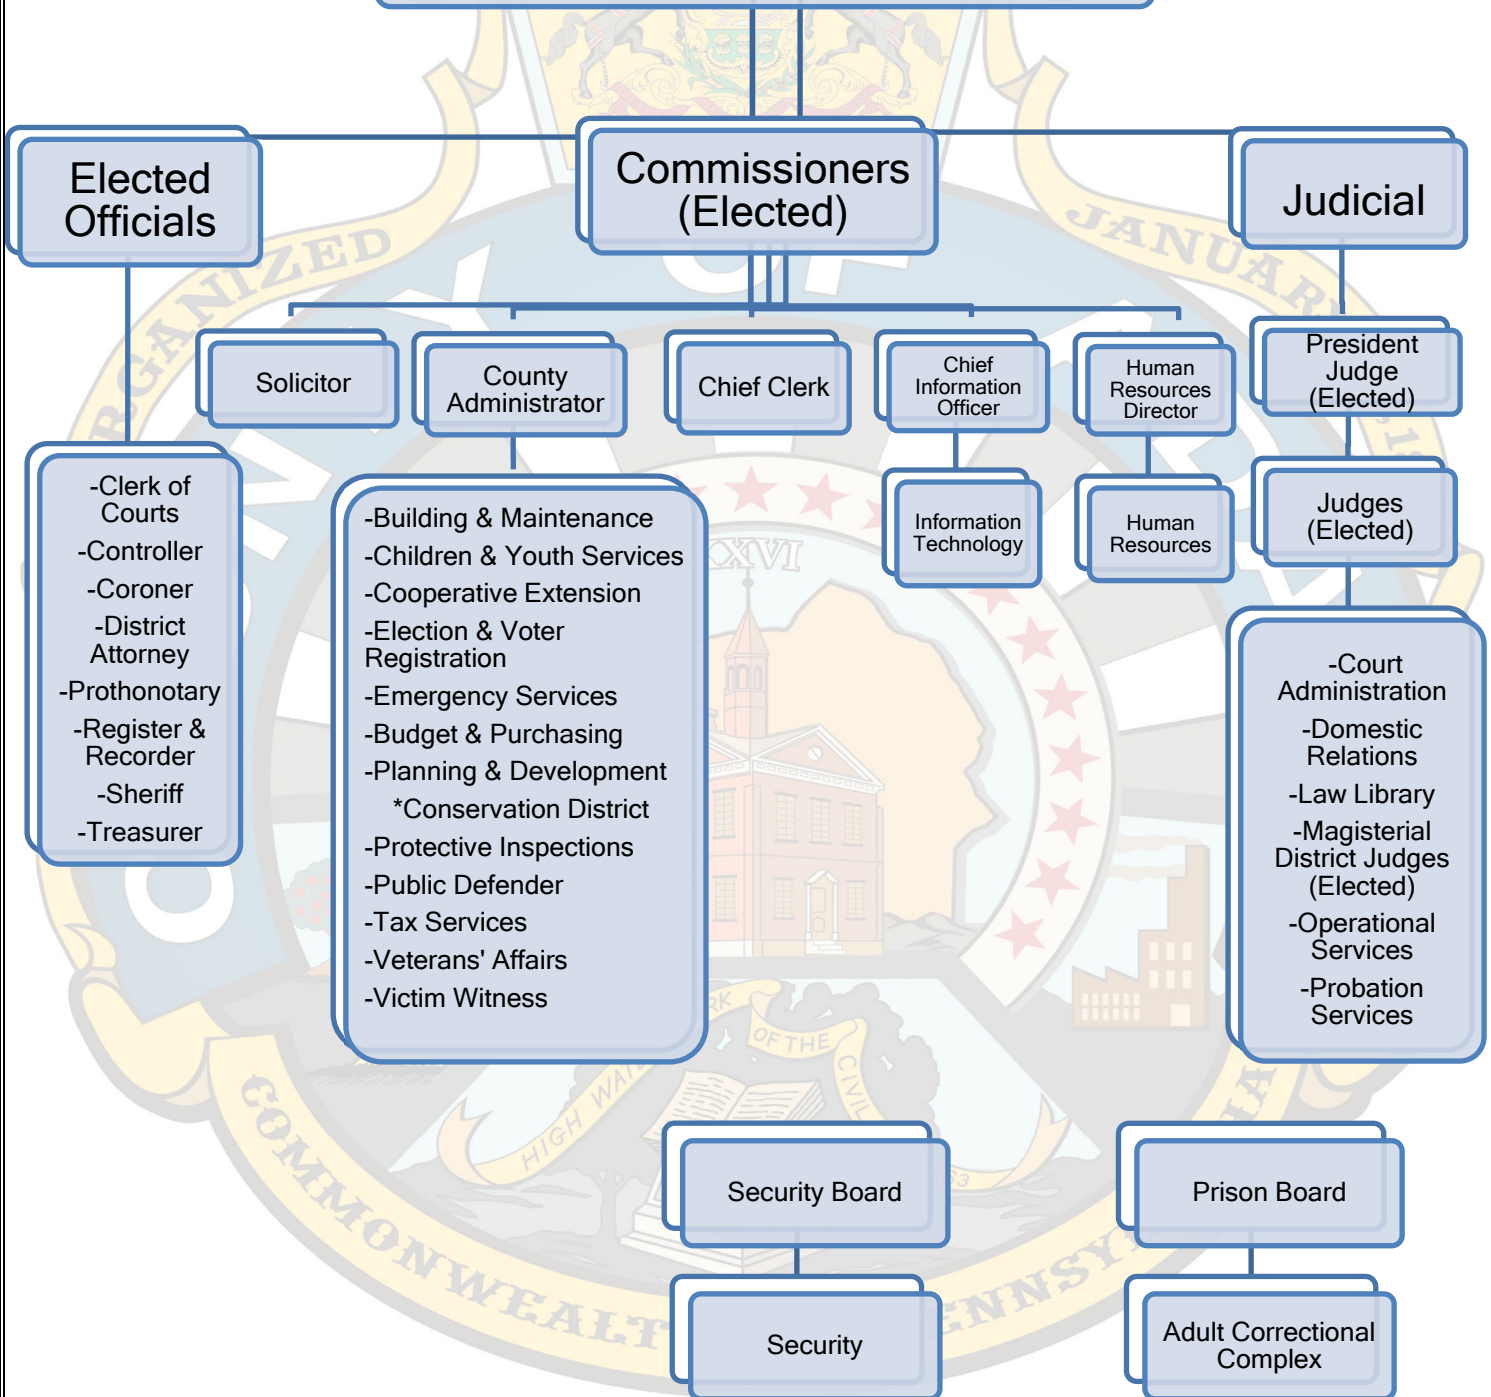 Elected
Officials
Commissioners
(Elected)
Judicial
Solicitor
County
Administrator
Chief Clerk
Chief
Information
Officer
Human
Resources
Director
President
Judge
(Elected)
-Clerk of
Courts
-Controller
-Coroner
-District
Attorney
-Prothonotary
-Register &
Recorder
-Sheriff
-Treasurer
-Building & Maintenance
-Children & Youth Services
-Cooperative Extension
-Election & Voter
Registration
-Emergency Services
-Budget & Purchasing
-Planning & Development
*Conservation District
-Protective Inspections
-Public Defender
-Tax Services
-Veterans' Affairs
-Victim Witness
Information
Technology
Human
Resources
Judges
(Elected)
-Court
Administration
-Domestic
Relations
-Law Library
-Magisterial
District Judges
(Elected)
-Operational
Services
-Probation
Services
Security Board
Security
Prison Board
Adult Correctional
Complex
OF THE